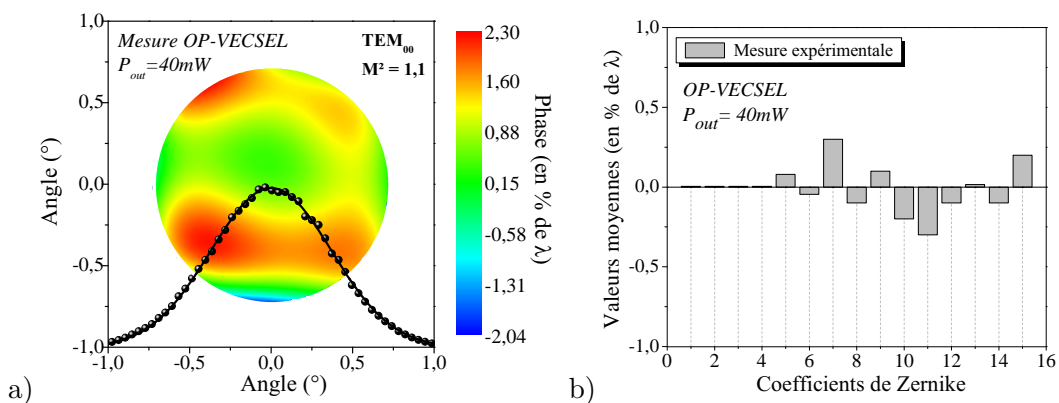 1,0
0,5
0,0
-0,5
-1,0
Angle (°)
Mesure OP-VECSEL
P_out=40mW
TEM_00
M² = 1,1
-1,0 -0,5 0,0 0,5 1,0
Angle (°)
2,30
1,60
0,88
0,15
-0,58
-1,31
-2,04
Phase (en % de λ)
a)
1,0
0,5
0,0
-0,5
-1,0
Valeurs moyennes (en % de λ)
Mesure expérimentale
OP-VECSEL
P_out= 40mW
0 2 4 6 8 10 12 14 16
Coefficients de Zernike
b)